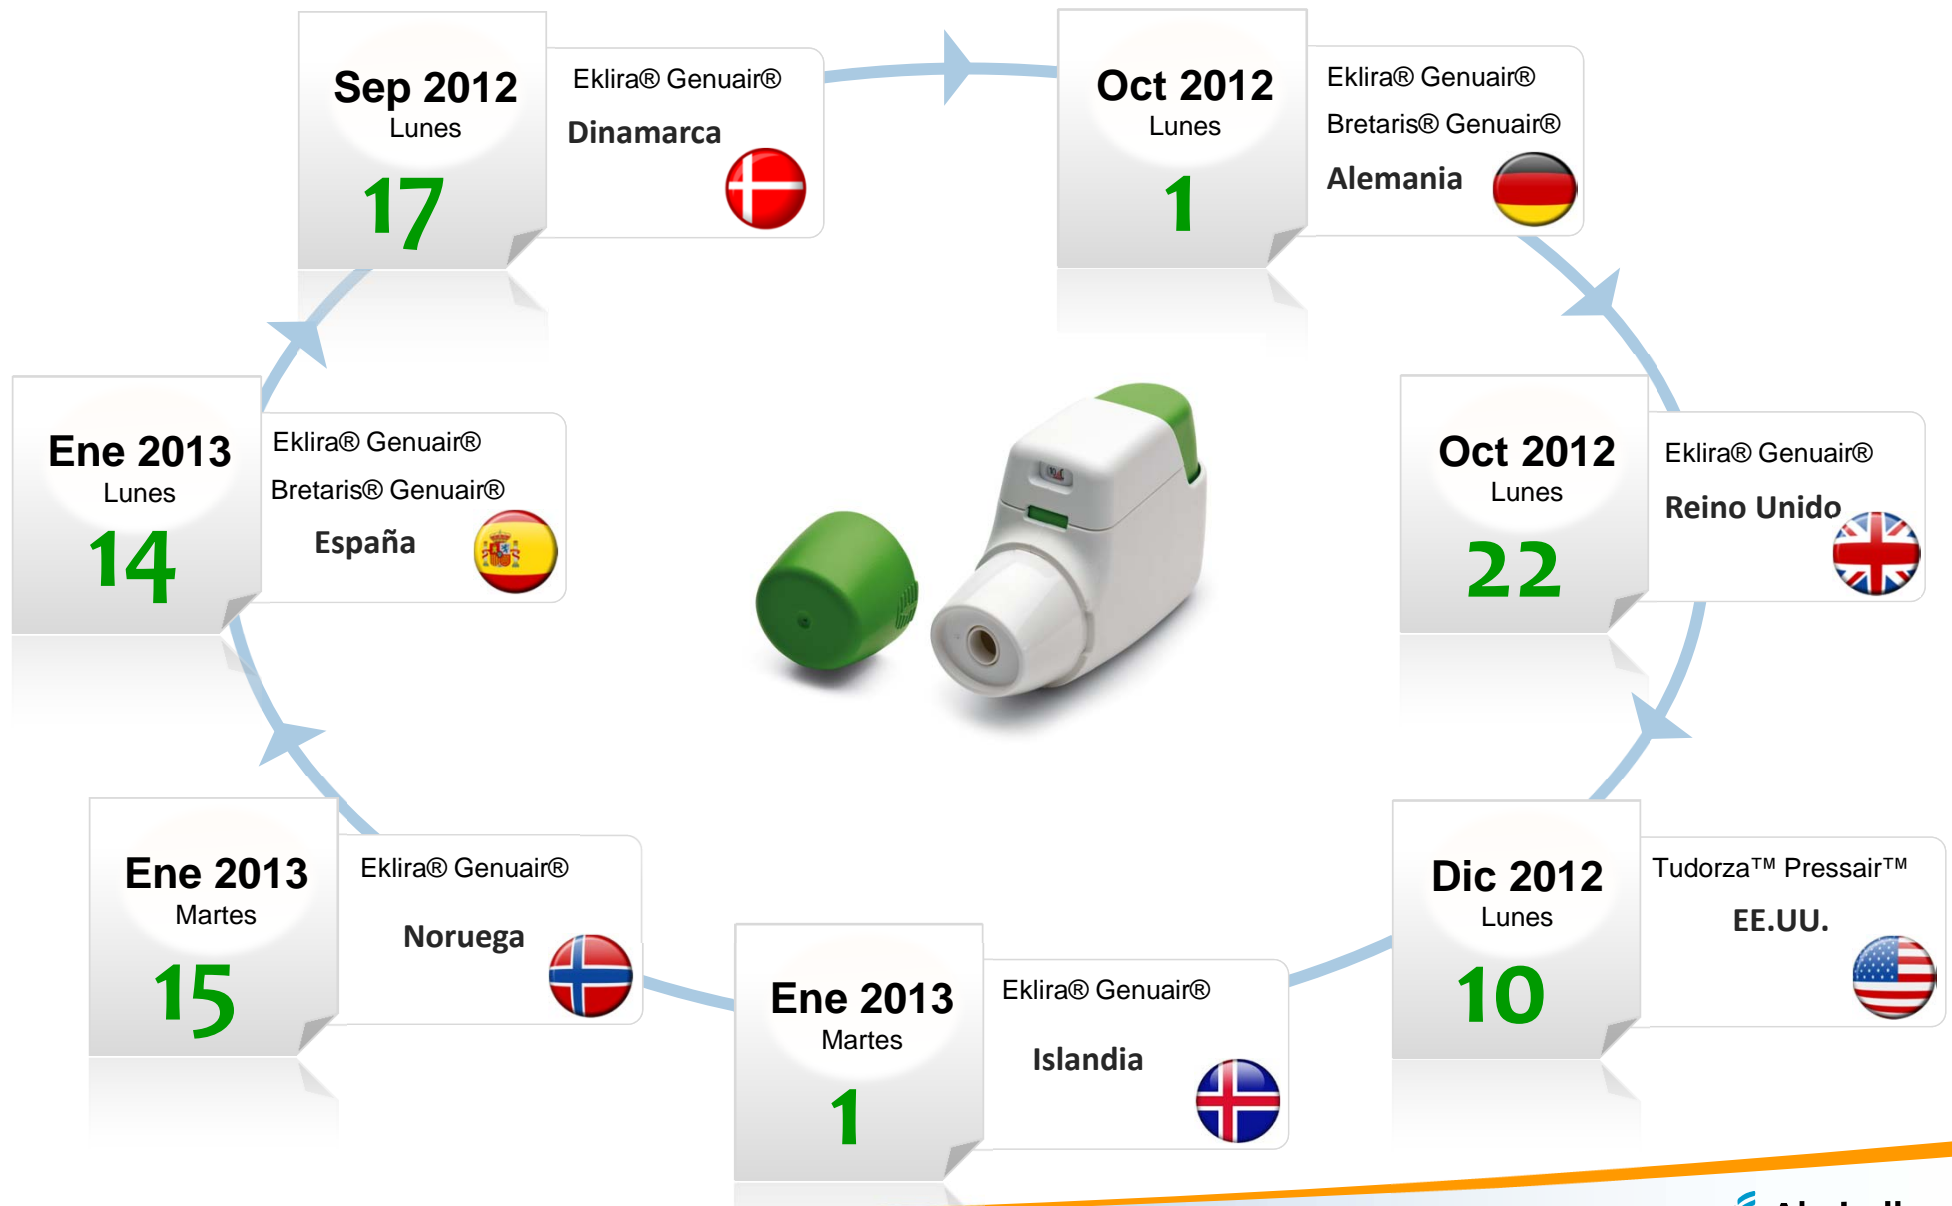 Sep 2012
Lunes
17
Eklira® Genuair®
Dinamarca
Oct 2012
Lunes
1
Eklira® Genuair®
Bretaris® Genuair®
Alemania
Oct 2012
Lunes
22
Eklira® Genuair®
Reino Unido
Dic 2012
Lunes
10
Tudorza™ Pressair™
EE.UU.
Ene 2013
Martes
1
Eklira® Genuair®
Islandia
Ene 2013
Martes
15
Eklira® Genuair®
Noruega
Ene 2013
Lunes
14
Eklira® Genuair®
Bretaris® Genuair®
España